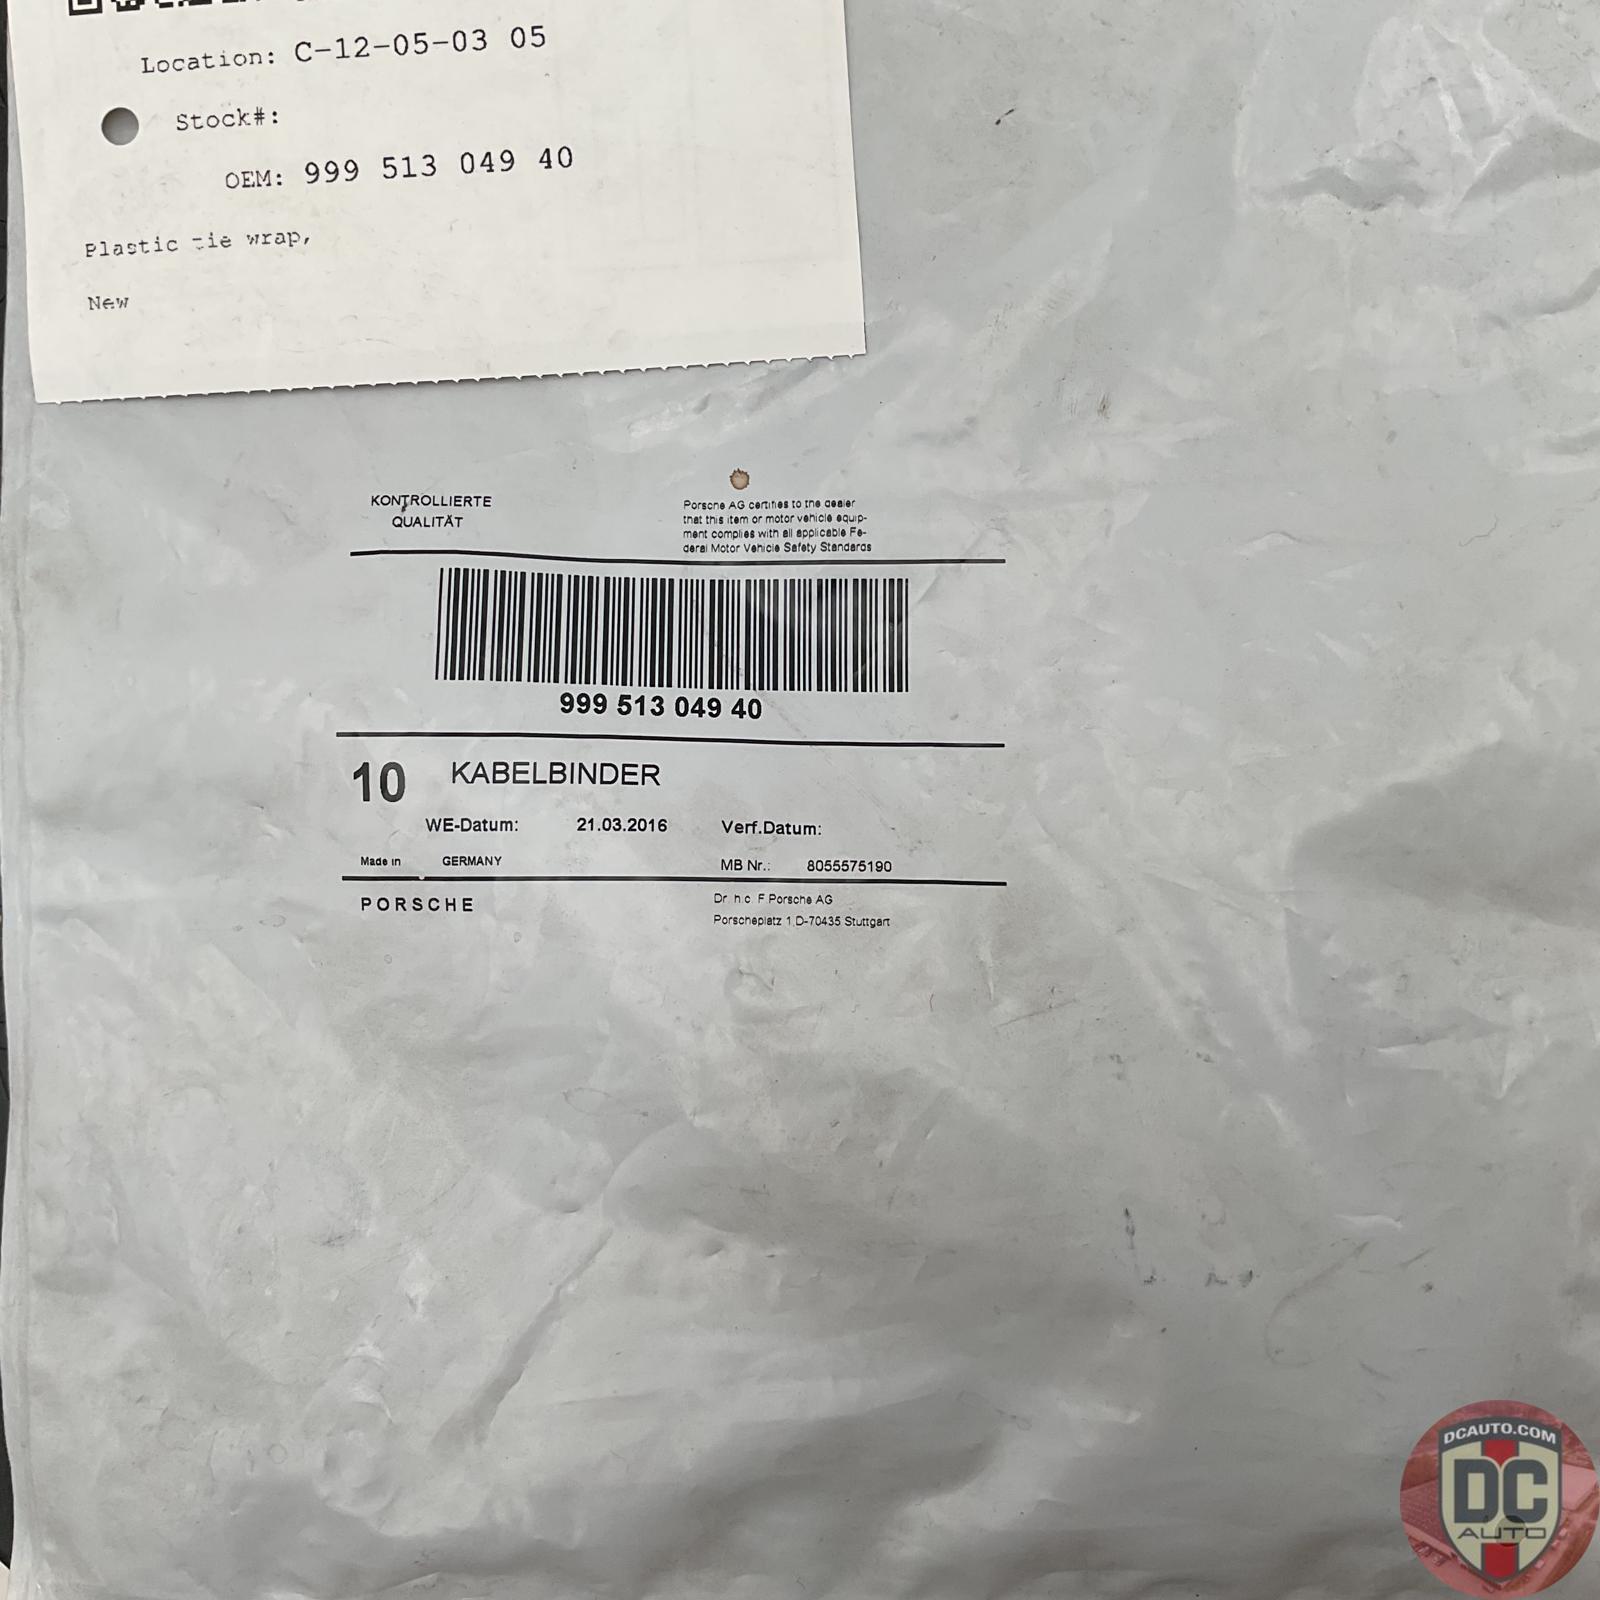 Location: C-12-05-03 05
Stock#:
OEM: 999 513 049 40
Plastic tie wrap,
New
KONTROLLIERTE
QUALITÄT
Porsche AG certifies to the dealer
that this item or motor vehicle equip-
ment complies with all applicable Fe-
deral Motor Vehicle Safety Standards
999 513 049 40
10 KABELBINDER
WE-Datum: 21.03.2016 Verf.Datum:
Made in GERMANY MB Nr.: 8055575190
PORSCHE
Dr. h.c. F.Porsche AG
Porscheplatz 1,D-70435 Stuttgart
DCAUTO.COM
DC
AUTO